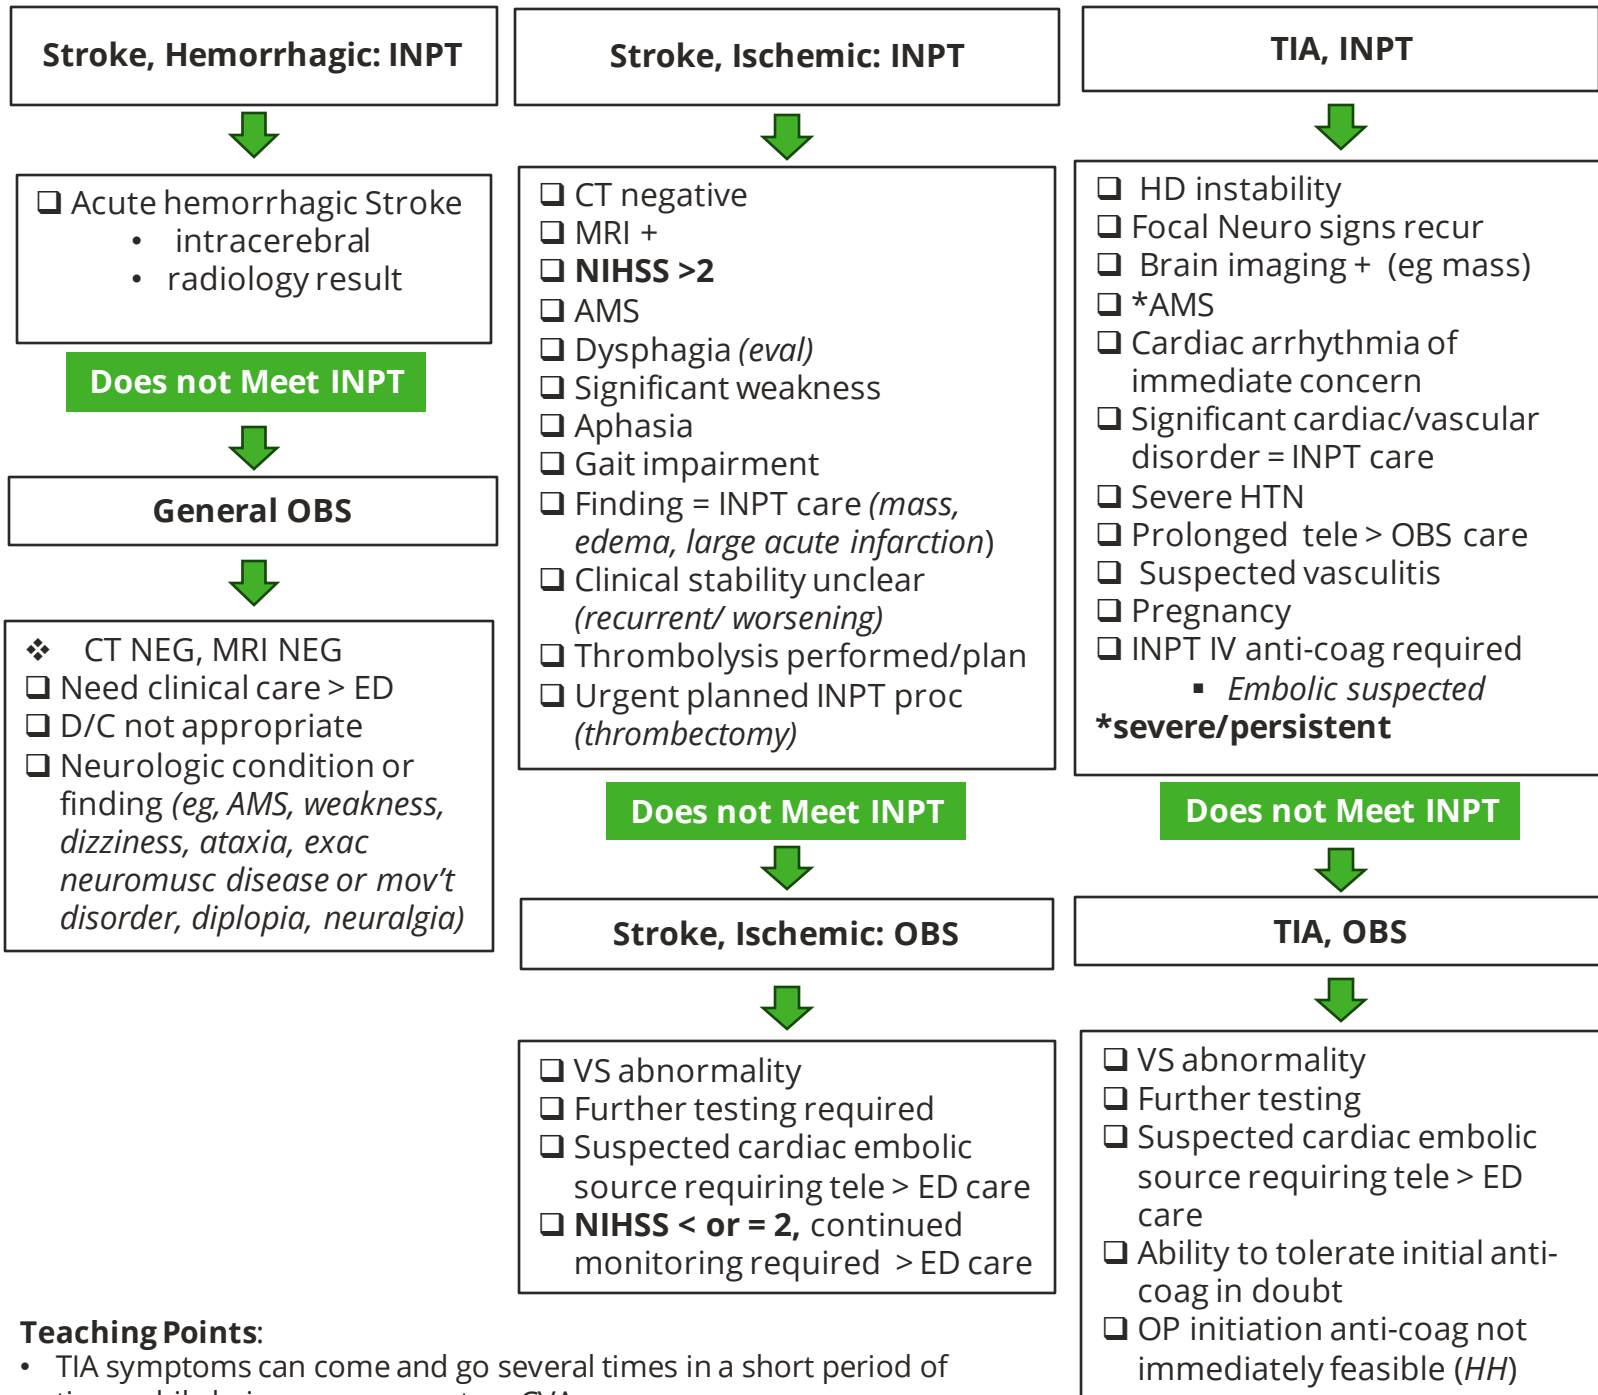 Stroke, Hemorrhagic: INPT
❑ Acute hemorrhagic Stroke
• intracerebral
• radiology result
Does not Meet INPT
General OBS
❖ CT NEG, MRI NEG
❑ Need clinical care > ED
❑ D/C not appropriate
❑ Neurologic condition or
finding (eg, AMS, weakness,
dizziness, ataxia, exac
neuromusc disease or mov’t
disorder, diplopia, neuralgia)
Stroke, Ischemic: INPT
❑ CT negative
❑ MRI +
❑ NIHSS >2
❑ AMS
❑ Dysphagia (eval)
❑ Significant weakness
❑ Aphasia
❑ Gait impairment
❑ Finding = INPT care (mass,
edema, large acute infarction)
❑ Clinical stability unclear
(recurrent/ worsening)
❑ Thrombolysis performed/plan
❑ Urgent planned INPT proc
(thrombectomy)
Does not Meet INPT
Stroke, Ischemic: OBS
❑ VS abnormality
❑ Further testing required
❑ Suspected cardiac embolic
source requiring tele > ED care
❑ NIHSS < or = 2, continued
monitoring required > ED care
TIA, INPT
❑ HD instability
❑ Focal Neuro signs recur
❑ Brain imaging + (eg mass)
❑ *AMS
❑ Cardiac arrhythmia of
immediate concern
❑ Significant cardiac/vascular
disorder = INPT care
❑ Severe HTN
❑ Prolonged tele > OBS care
❑ Suspected vasculitis
❑ Pregnancy
❑ INPT IV anti-coag required
▪ Embolic suspected
*severe/persistent
Does not Meet INPT
TIA, OBS
❑ VS abnormality
❑ Further testing
❑ Suspected cardiac embolic
source requiring tele > ED
care
❑ Ability to tolerate initial anti-
coag in doubt
❑ OP initiation anti-coag not
immediately feasible (HH)
Teaching Points:
• TIA symptoms can come and go several times in a short period of